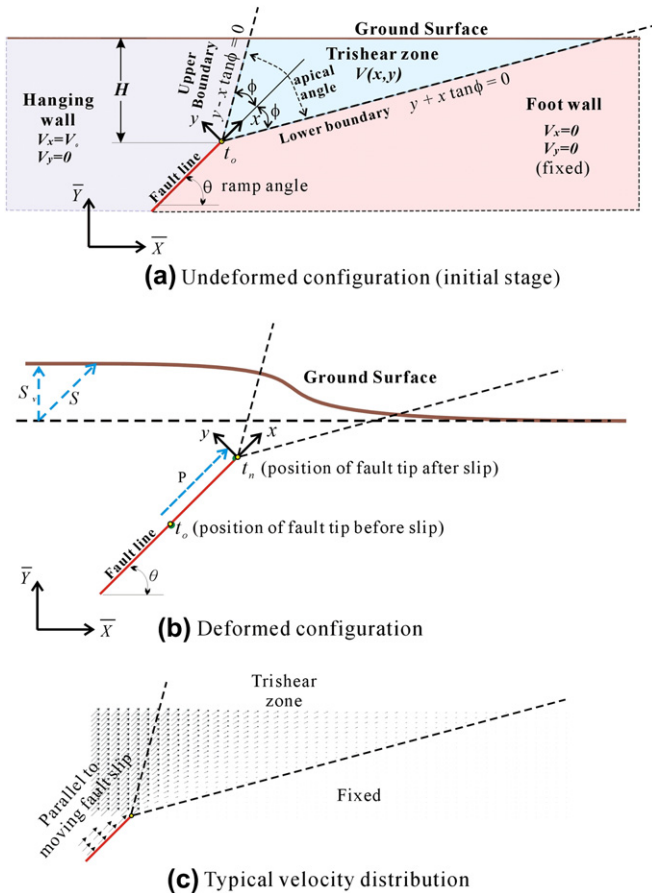 Ground Surface
H
Upper
Boundary
y - x tanϕ = 0
Trishear zone
V(x,y)
ϕ
apical
angle
ϕ
y + x tanϕ = 0
Lower boundary
Hanging
wall
Vx=V
Vy=0
Foot wall
Vx=0
Vy=0
(fixed)
y
x
to
Fault line
θ ramp angle
Y
X
(a) Undeformed configuration (initial stage)
Ground Surface
Sv
S
y
x
tn (position of fault tip after slip)
P
to (position of fault tip before slip)
Fault line
θ
Y
X
(b) Deformed configuration
Trishear
zone
Parallel to
moving fault slip
Fixed
(c) Typical velocity distribution